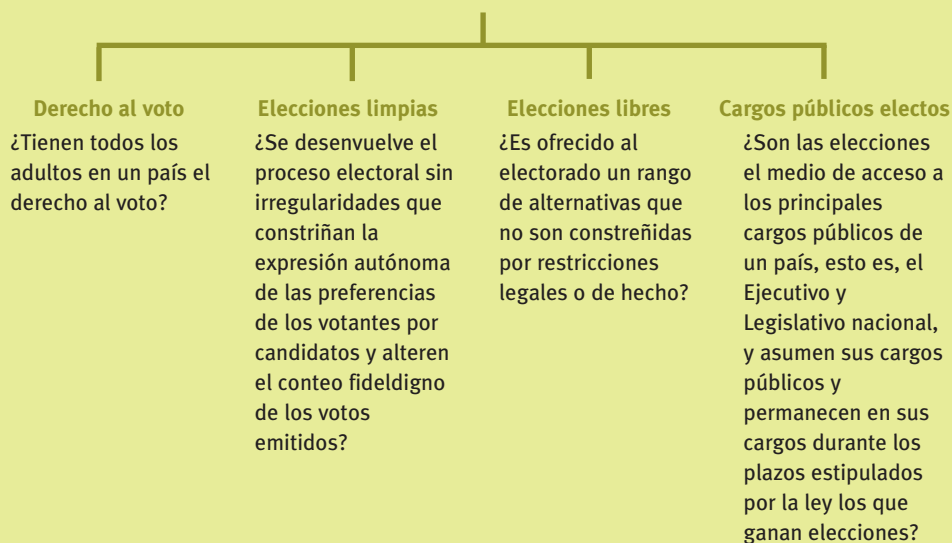 Derecho al voto
¿Tienen todos los
adultos en un país el
derecho al voto?
Elecciones limpias
¿Se desenvuelve el
proceso electoral sin
irregularidades que
constriñan la
expresión autónoma
de las preferencias
de los votantes por
candidatos y alteren
el conteo fideldigno
de los votos
emitidos?
Elecciones libres
¿Es ofrecido al
electorado un rango
de alternativas que
no son constreñidas
por restricciones
legales o de hecho?
Cargos públicos electos
¿Son las elecciones
el medio de acceso a
los principales
cargos públicos de
un país, esto es, el
Ejecutivo y
Legislativo nacional,
y asumen sus cargos
públicos y
permanecen en sus
cargos durante los
plazos estipulados
por la ley los que
ganan elecciones?